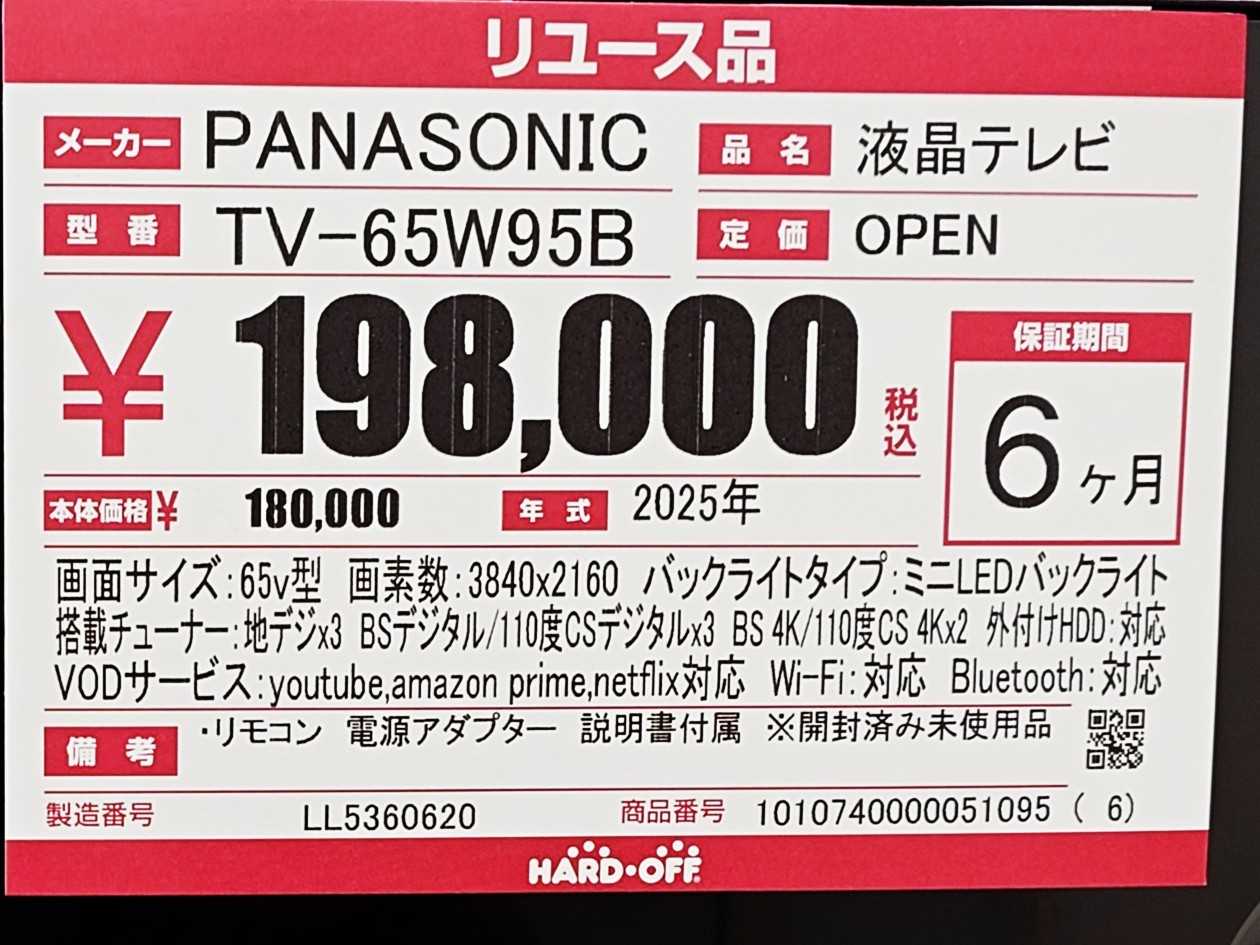 リユース品
メーカー PANASONIC 品名 液晶テレビ
型番 TV-65W95B 定価 OPEN
¥198,000 税込
保証期間
6ヶ月
本体価格¥ 180,000 年式 2025年
画面サイズ:65v型 画素数:3840x2160 バックライトタイプ:ミニLEDバックライト
搭載チューナー:地デジx3 BSデジタル/110度CSデジタルx3 BS 4K/110度CS 4Kx2 外付けHDD:対応
VODサービス:youtube,amazon prime,netflix対応 Wi-Fi:対応 Bluetooth:対応
備考 ・リモコン 電源アダプター 説明書付属 ※開封済み未使用品
製造番号 LL5360620 商品番号 1010740000051095 ( 6)
HARD・OFF